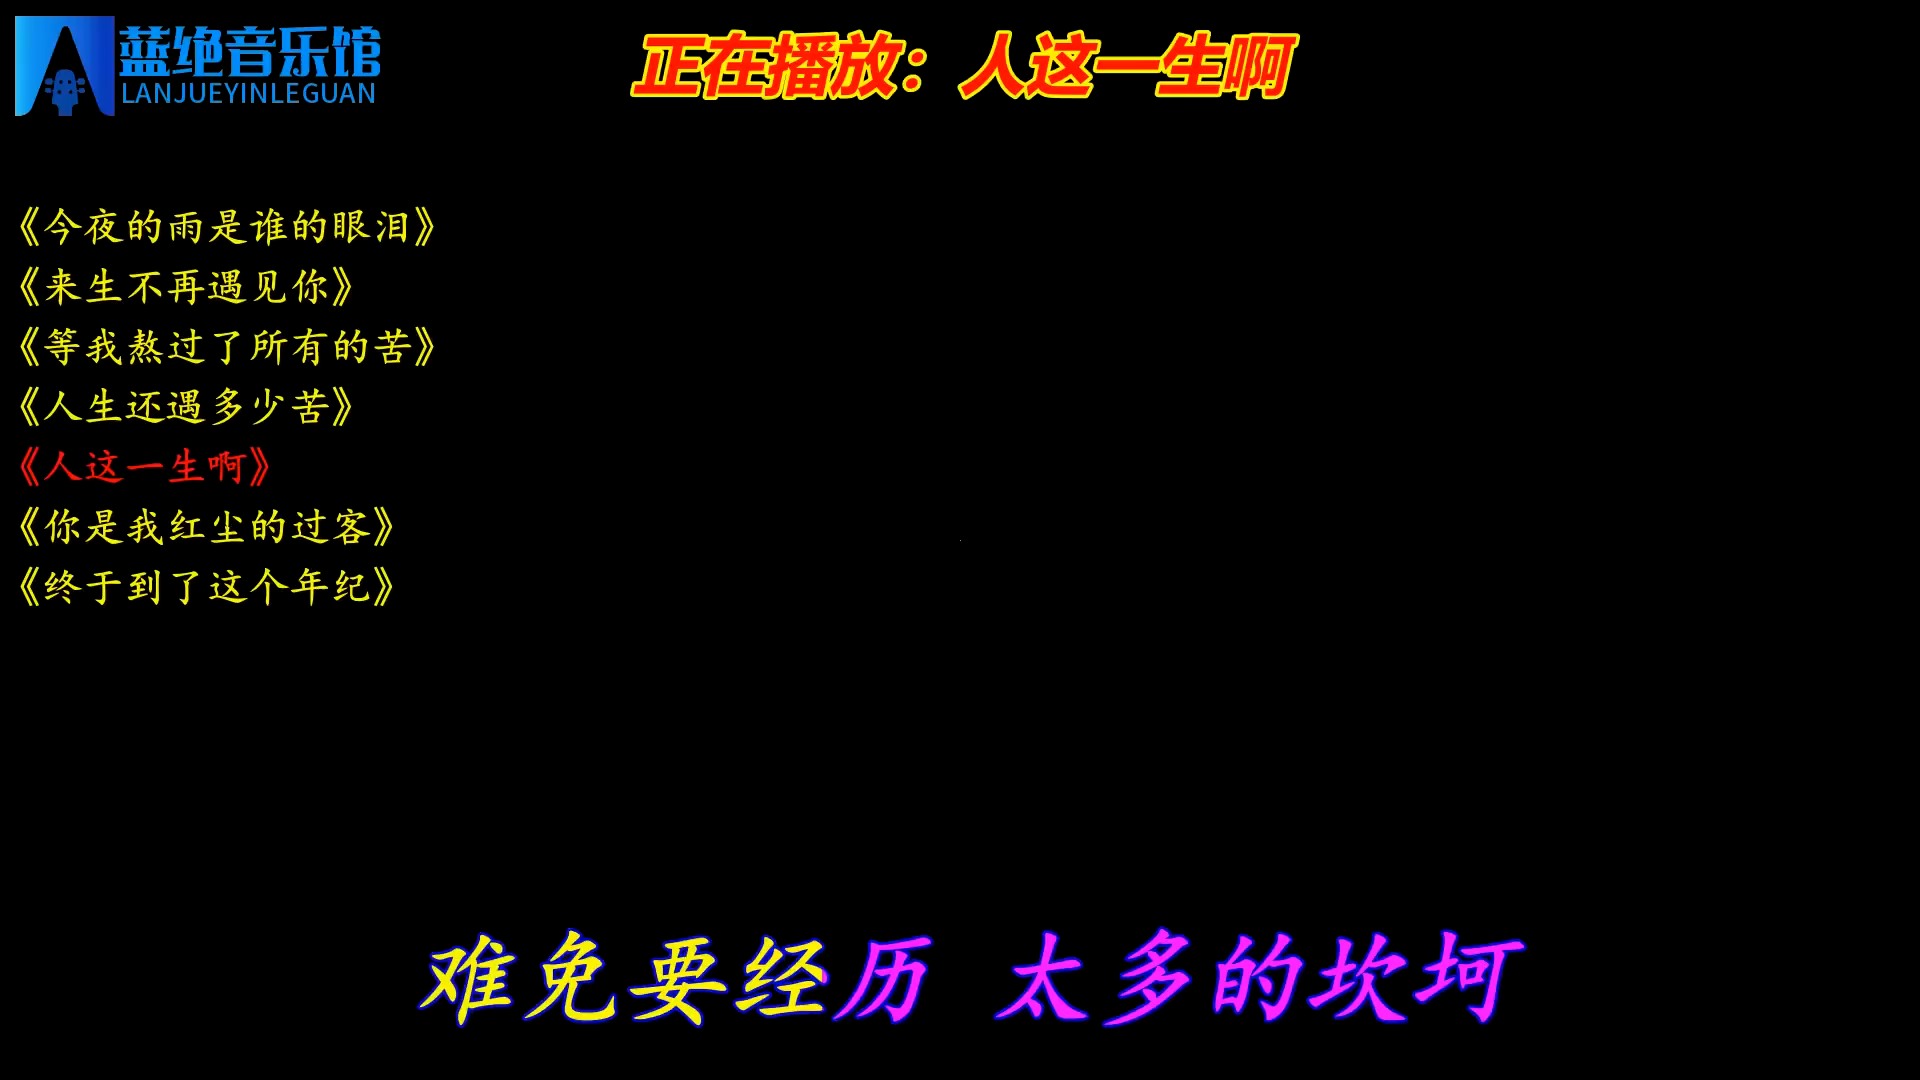 蓝绝音乐馆
LANJUEYINLEGUAN
正在播放：人这一生啊
《今夜的雨是谁的眼泪》
《来生不再遇见你》
《等我熬过了所有的苦》
《人生还遇多少苦》
《人这一生啊》
《你是我红尘的过客》
《终于到了这个年纪》
难免要经历 太多的坎坷